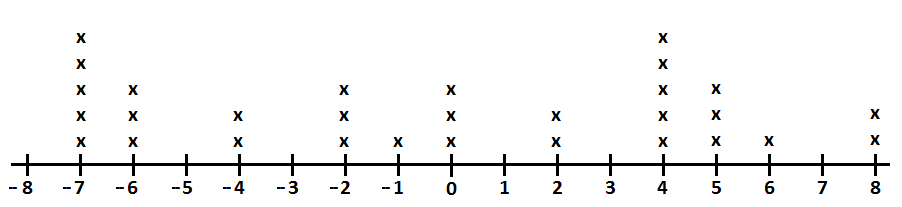 x x
x x
x x x x x x
x x x x x x x x x
x x x x x x x x x x x
-8 -7 -6 -5 -4 -3 -2 -1 0 1 2 3 4 5 6 7 8